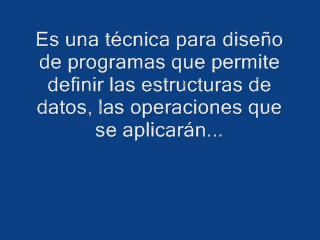 Es una técnica para diseño
de programas que permite
definir las estructuras de
datos, las operaciones que
se aplicarán...